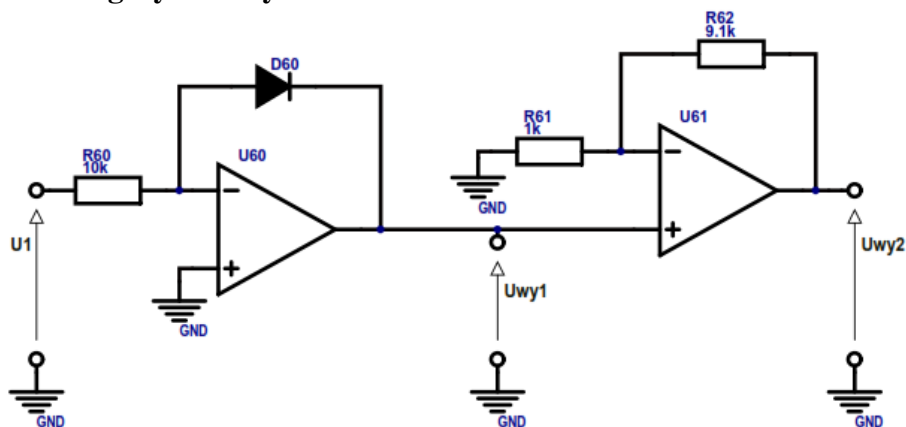 D60
R62
9.1k
R61
1k
U61
R60
10k
U60
GND
U1
Uwy1
Uwy2
GND
GND
GND
GND